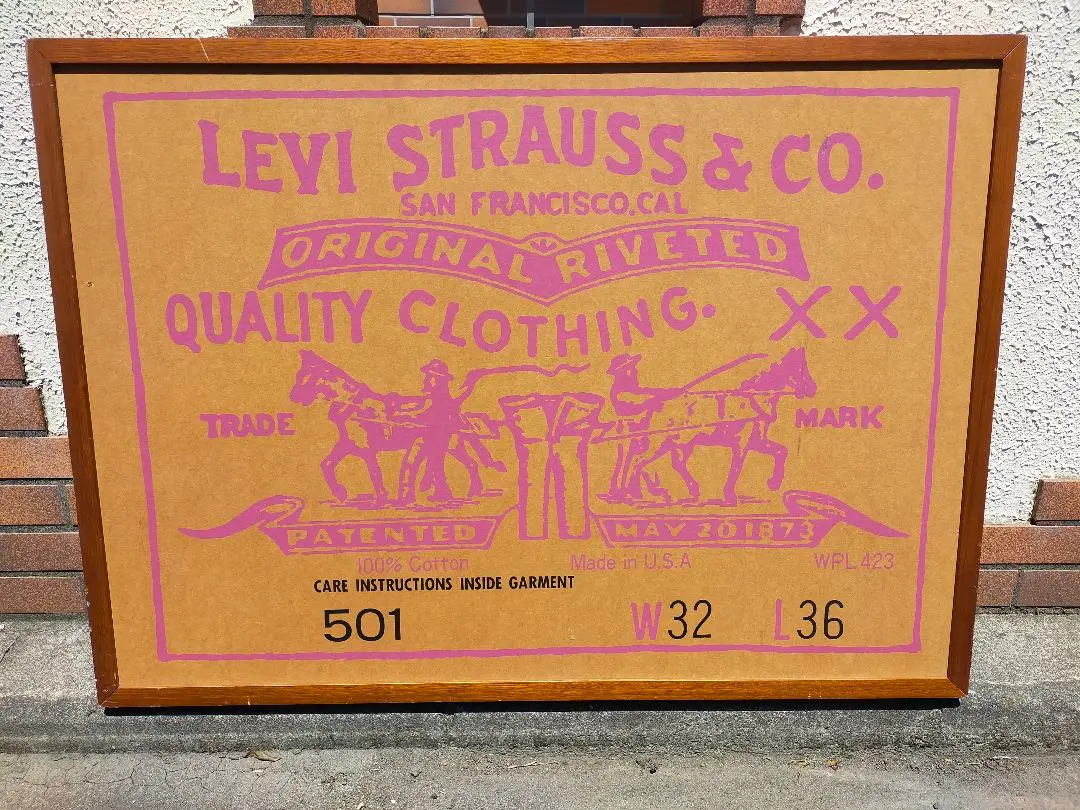 LEVI STRAUSS & CO.
SAN FRANCISCO,CAL
ORIGINAL RIVETED
QUALITY CLOTHING. XX
TRADE MARK
PATENTED MAY 20 1873
100% Cotton Made in U.S.A WPL 423
CARE INSTRUCTIONS INSIDE GARMENT
501 W32 L36